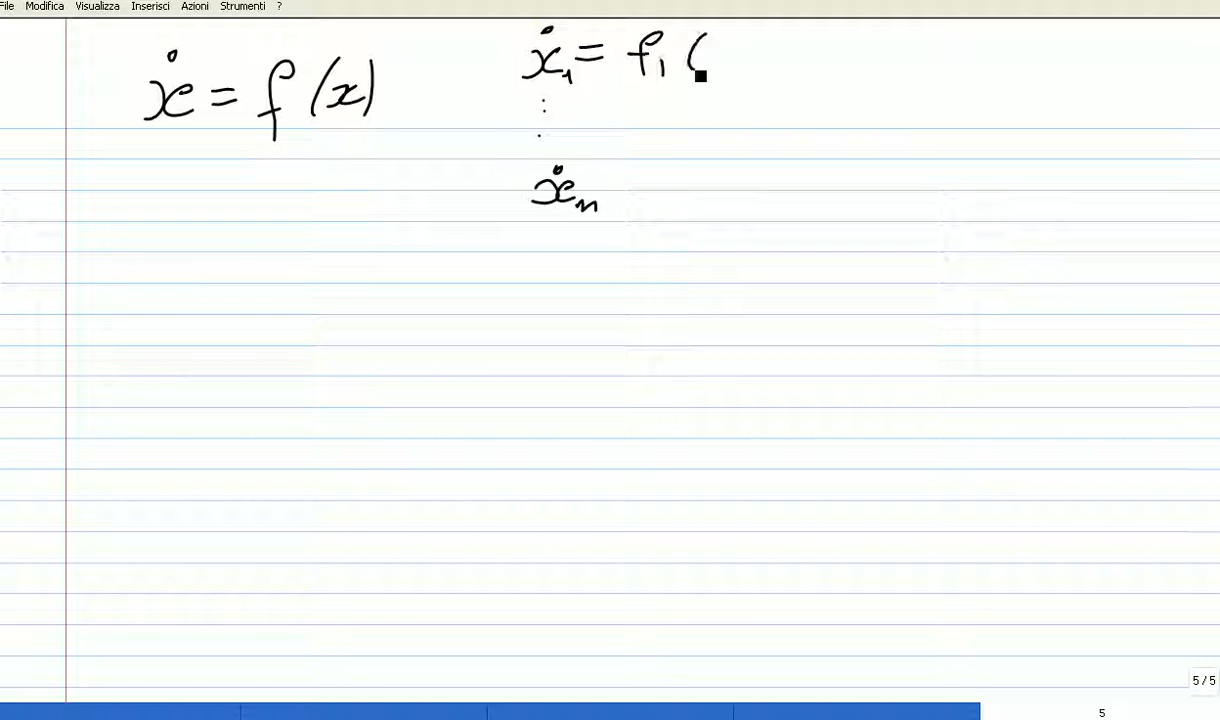 File Modifica Visualizza Inserisci Azioni Strumenti ?
ẋ = f(x)
ẋ₁ = f₁(
⋮
ẋₙ
5/5
5